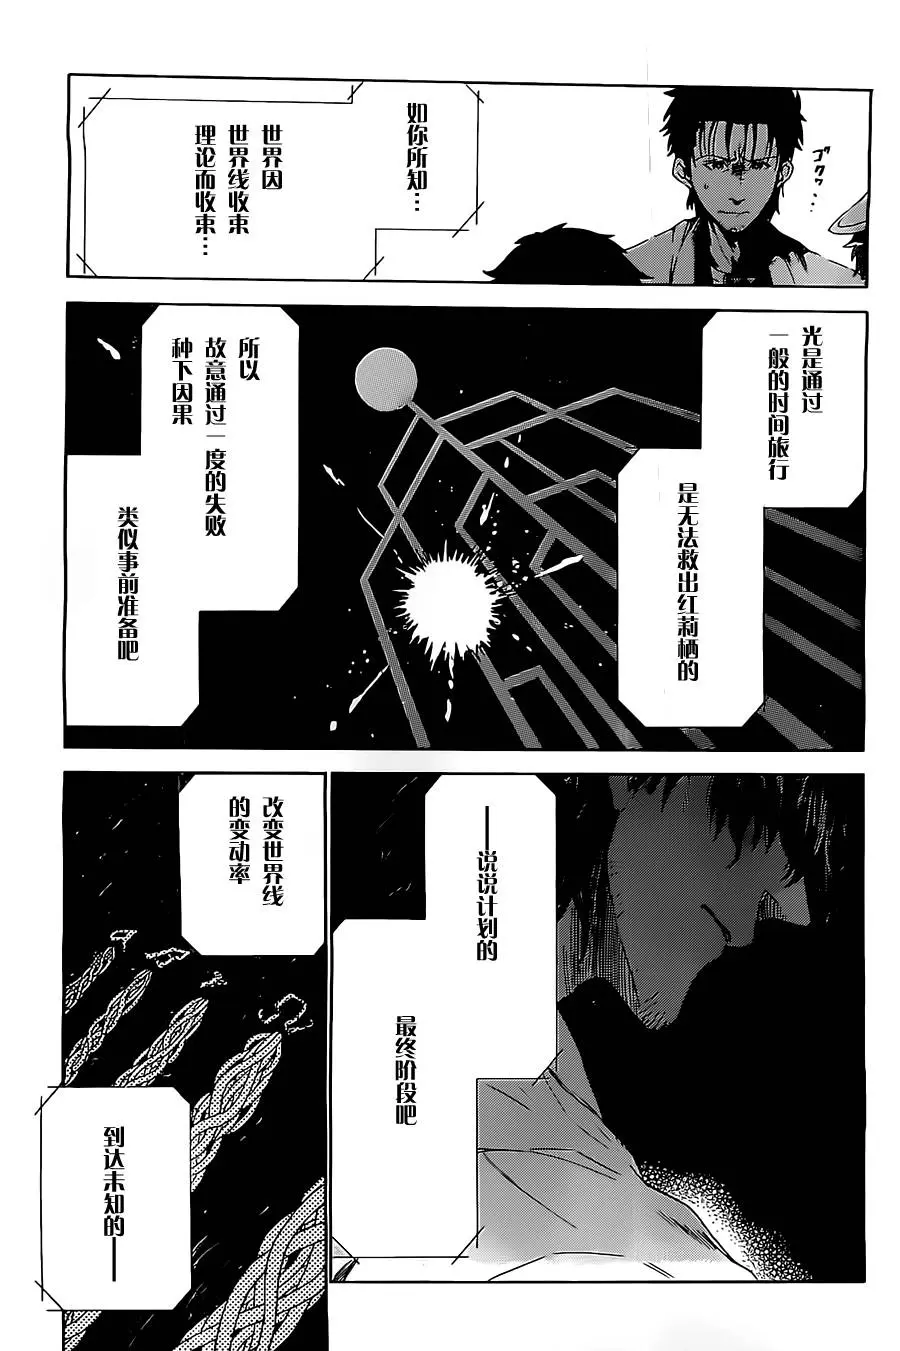 如你所知…
世界因
世界线收束
理论而收束…
ゴクッ…
光是通过
一般的时间旅行
是无法救出红莉栖的
所以
故意通过一度的失败
种下因果
类似事前准备吧
——说说计划的
最终阶段吧
改变世界线
的变动率
到达未知的——